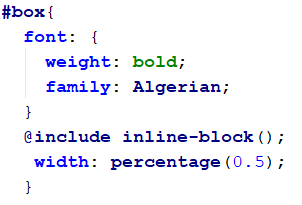 #box{
font: {
weight: bold;
family: Algerian;
}
@include inline-block();
width: percentage(0.5);
}